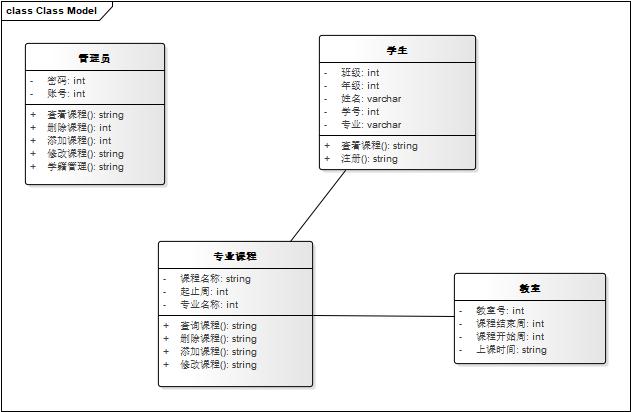 class Class Model
管理员
- 密码: int
- 账号: int
+ 查看课程(): string
+ 删除课程(): int
+ 添加课程(): int
+ 修改课程(): string
+ 学籍管理(): string
学生
- 班级: int
- 年级: int
- 姓名: varchar
- 学号: int
- 专业: varchar
+ 查看课程(): string
+ 注册(): string
专业课程
- 课程名称: string
- 起止周: int
- 专业名称: int
+ 查询课程(): string
+ 删除课程(): string
+ 添加课程(): string
+ 修改课程(): string
教室
- 教室号: int
- 课程结束周: int
- 课程开始周: int
- 上课时间: string